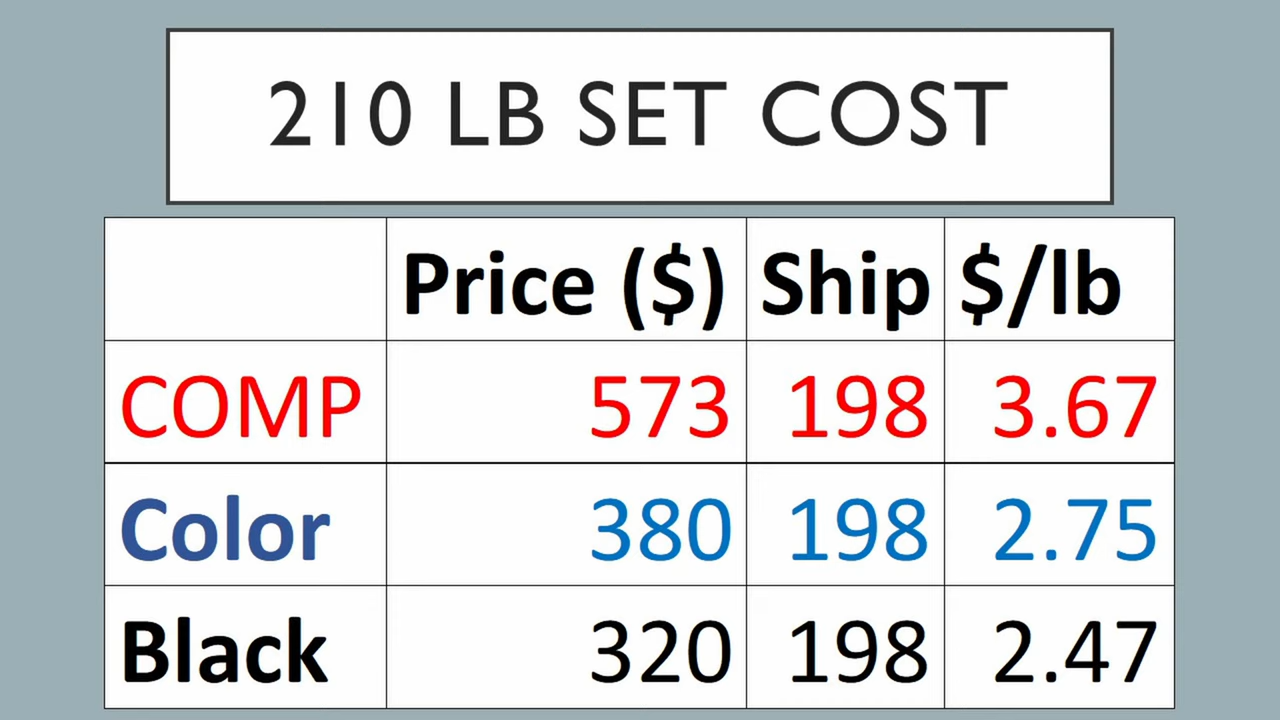 210 LB SET COST
Price ($) Ship $/lb
COMP 573 198 3.67
Color 380 198 2.75
Black 320 198 2.47